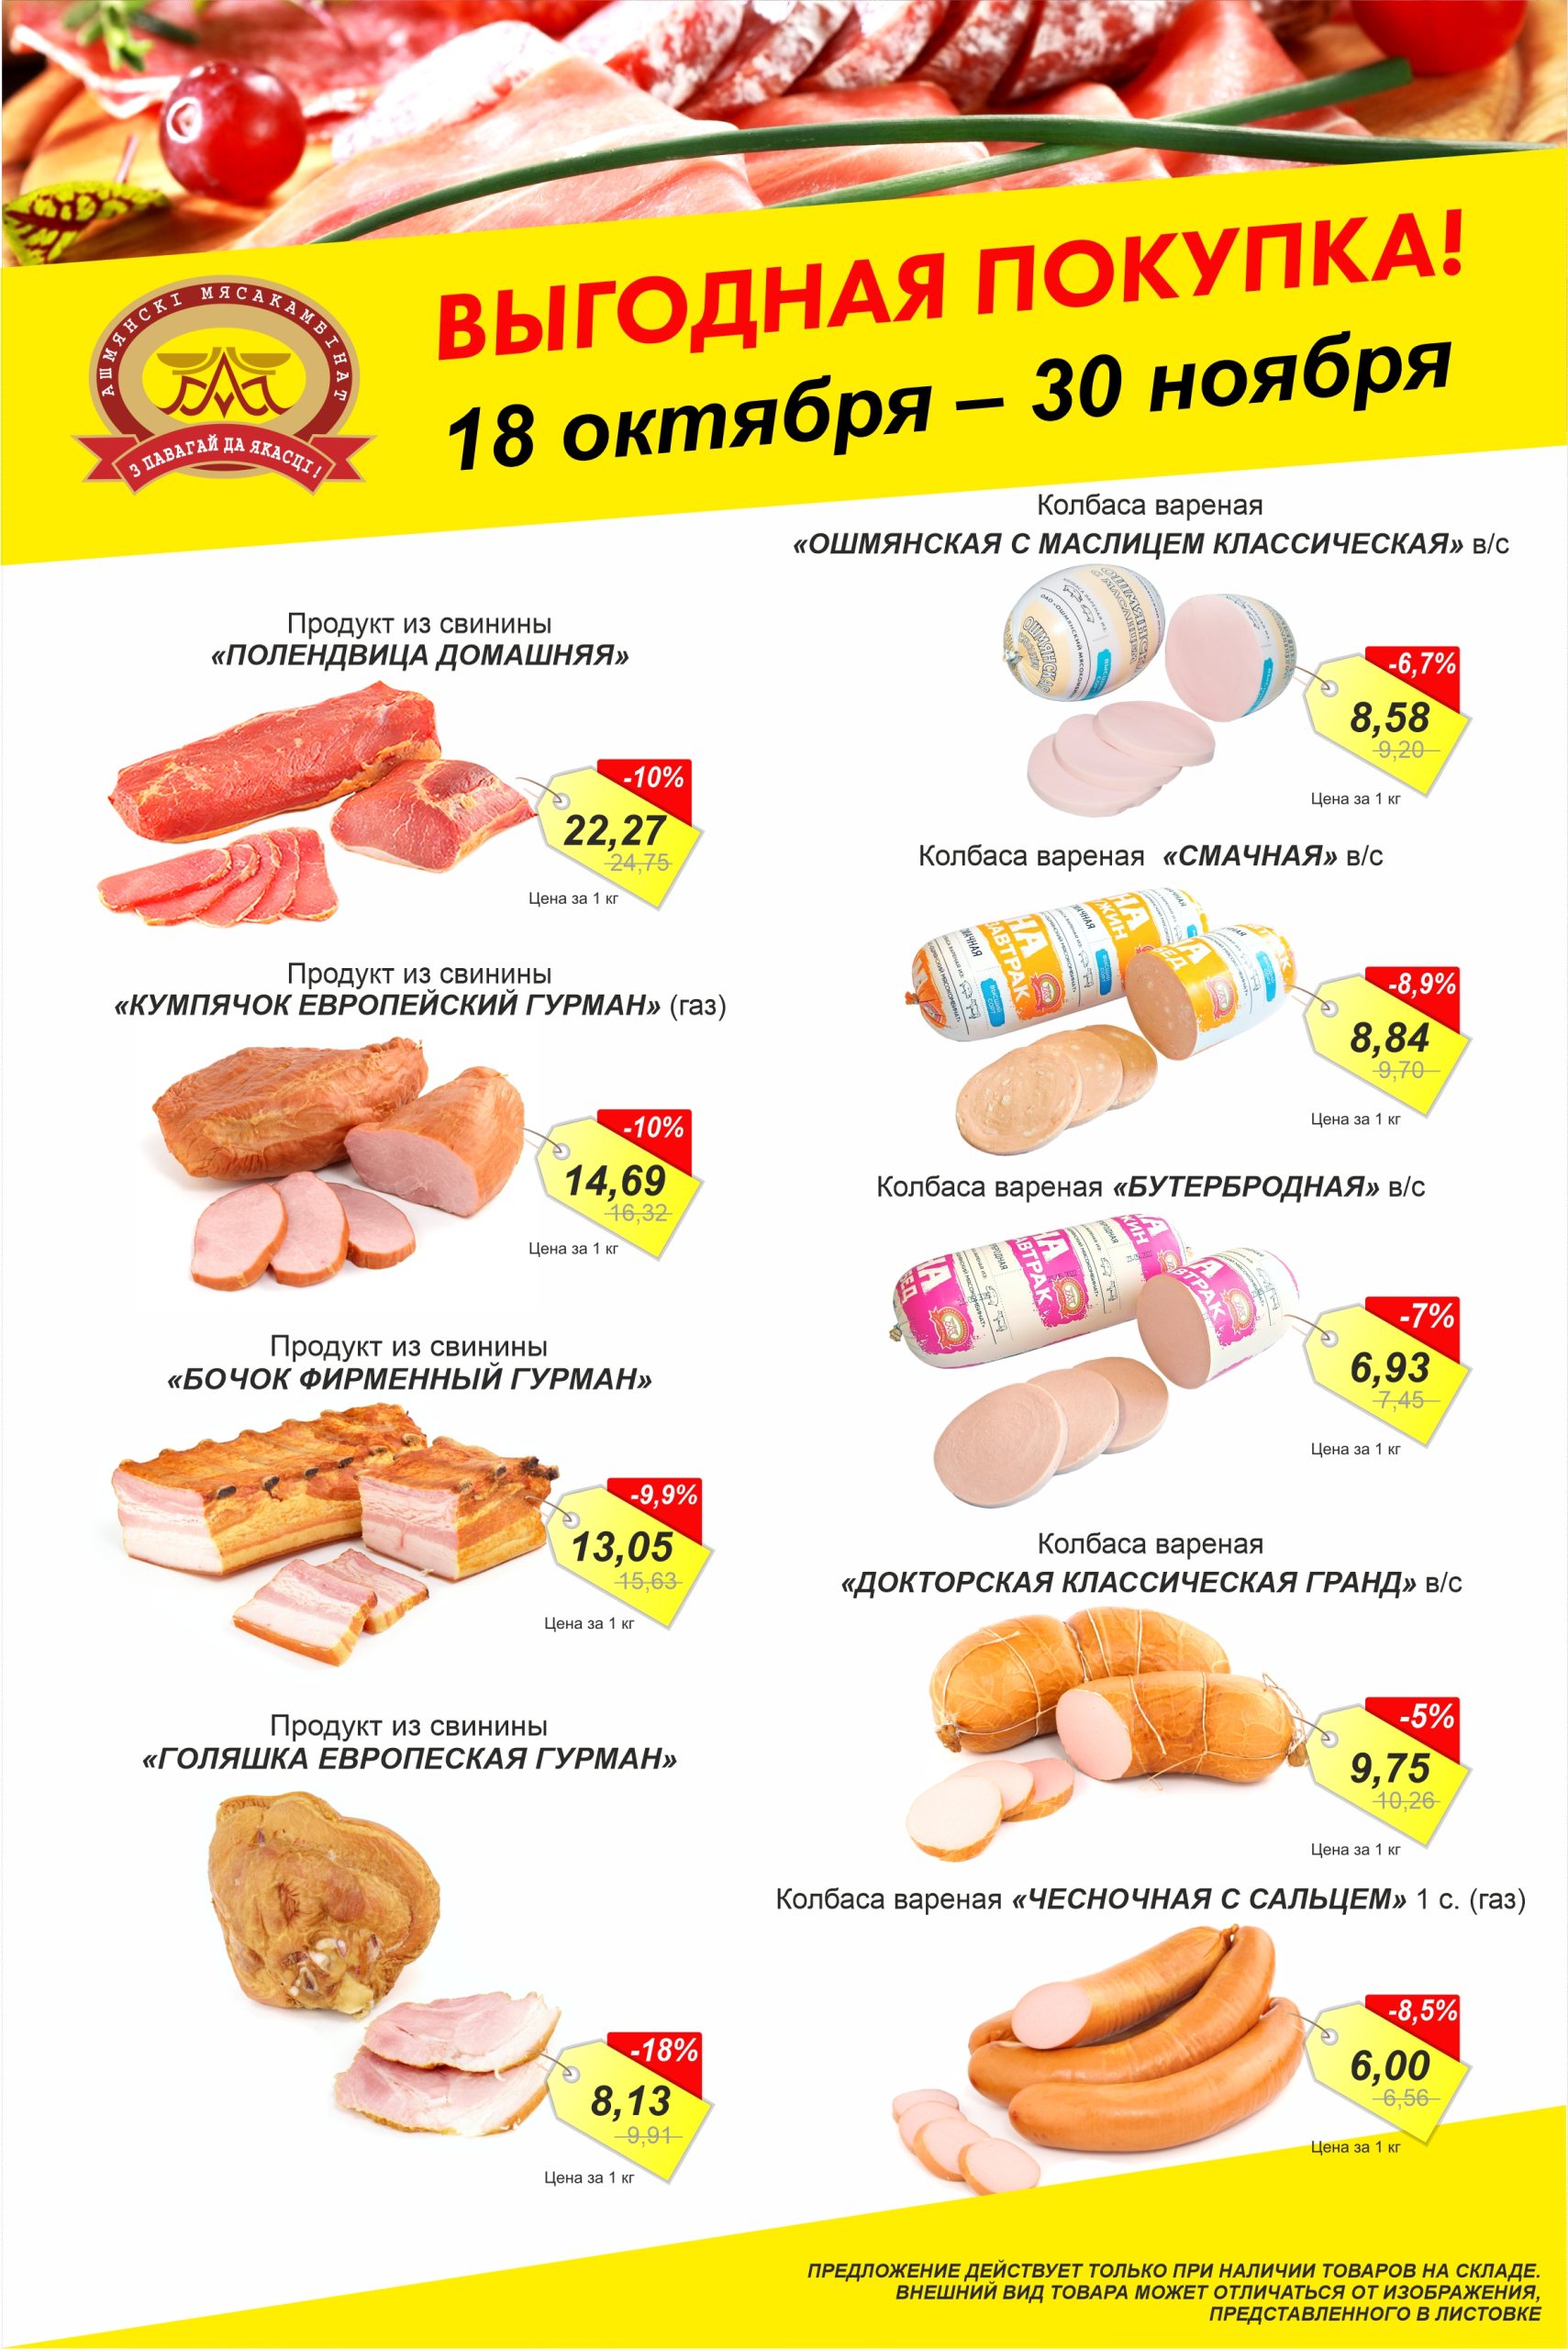 АШМЯНСКІ МЯСАКАМБІНАТ
З ПАВАГАЙ ДА ЯКАСЦІ!
ВЫГОДНАЯ ПОКУПКА!
18 октября – 30 ноября
Продукт из свинины
«ПОЛЕНДВИЦА ДОМАШНЯЯ»
-10%
22,27
24,75
Цена за 1 кг
Продукт из свинины
«КУМПЯЧОК ЕВРОПЕЙСКИЙ ГУРМАН» (газ)
-10%
14,69
16,32
Цена за 1 кг
Продукт из свинины
«БОЧОК ФИРМЕННЫЙ ГУРМАН»
-9,9%
13,05
15,63
Цена за 1 кг
Продукт из свинины
«ГОЛЯШКА ЕВРОПЕСКАЯ ГУРМАН»
-18%
8,13
9,91
Цена за 1 кг
Колбаса вареная
«ОШМЯНСКАЯ С МАСЛИЦЕМ КЛАССИЧЕСКАЯ» в/с
-6,7%
8,58
9,20
Цена за 1 кг
Колбаса вареная «СМАЧНАЯ» в/с
НА
ЗАВТРАК
-8,9%
8,84
9,70
Цена за 1 кг
Колбаса вареная «БУТЕРБРОДНАЯ» в/с
-7%
6,93
7,45
Цена за 1 кг
Колбаса вареная
«ДОКТОРСКАЯ КЛАССИЧЕСКАЯ ГРАНД» в/с
-5%
9,75
10,26
Цена за 1 кг
Колбаса вареная «ЧЕСНОЧНАЯ С САЛЬЦЕМ» 1 с. (газ)
-8,5%
6,00
6,56
Цена за 1 кг
ПРЕДЛОЖЕНИЕ ДЕЙСТВУЕТ ТОЛЬКО ПРИ НАЛИЧИИ ТОВАРОВ НА СКЛАДЕ.
ВНЕШНИЙ ВИД ТОВАРА МОЖЕТ ОТЛИЧАТЬСЯ ОТ ИЗОБРАЖЕНИЯ,
ПРЕДСТАВЛЕННОГО В ЛИСТОВКЕ